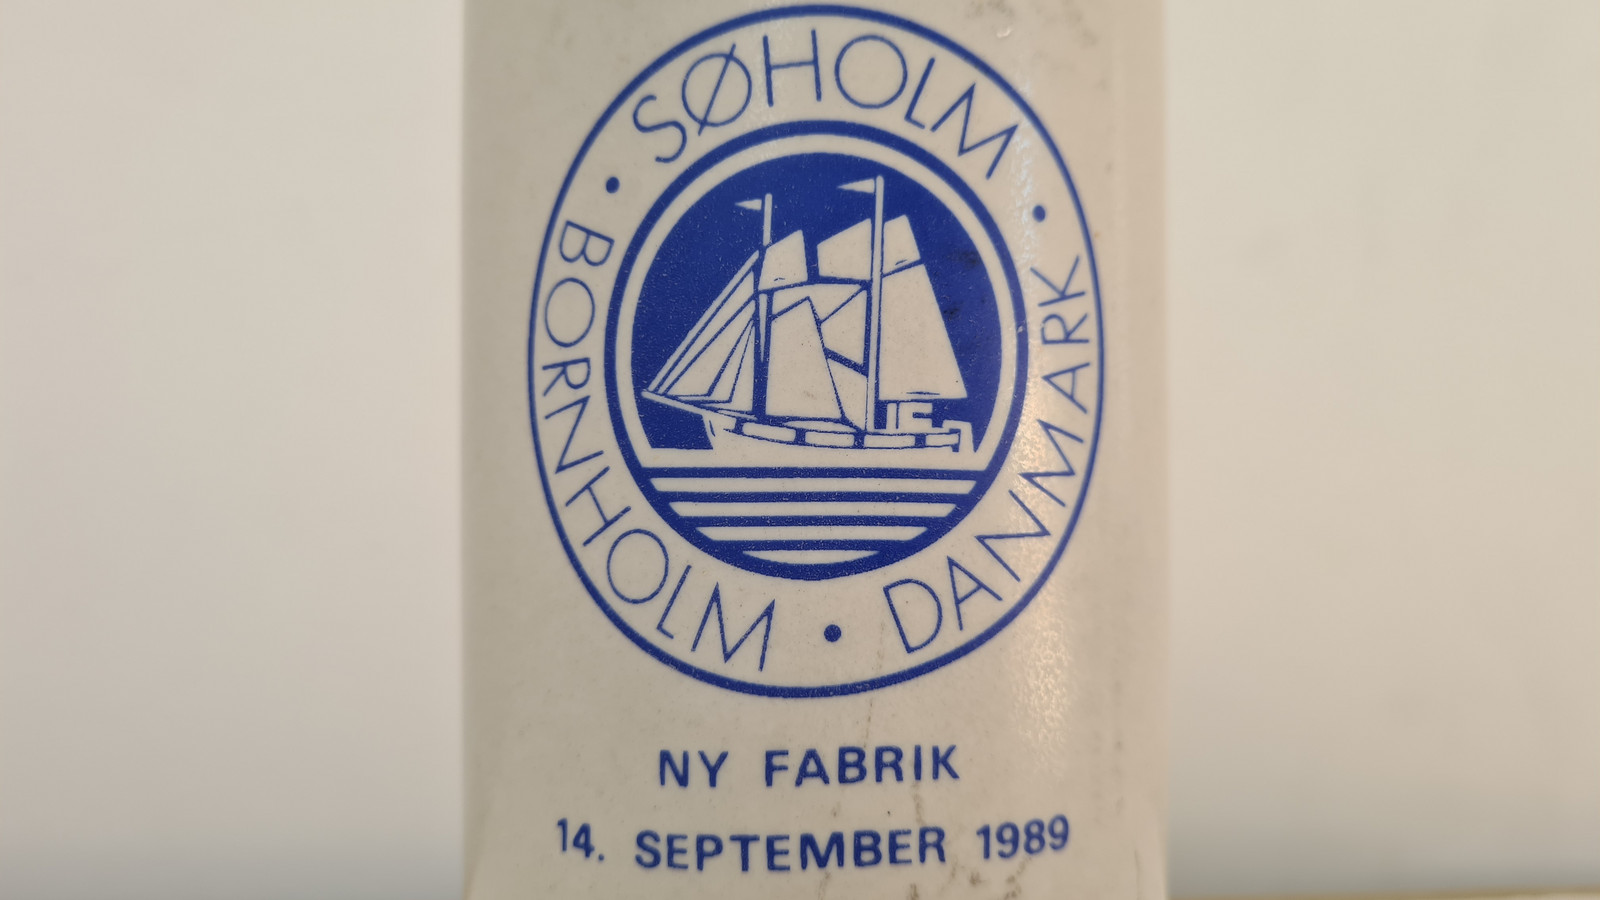 SØHOLM
BORNHOLM • DANMARK
NY FABRIK
14. SEPTEMBER 1989